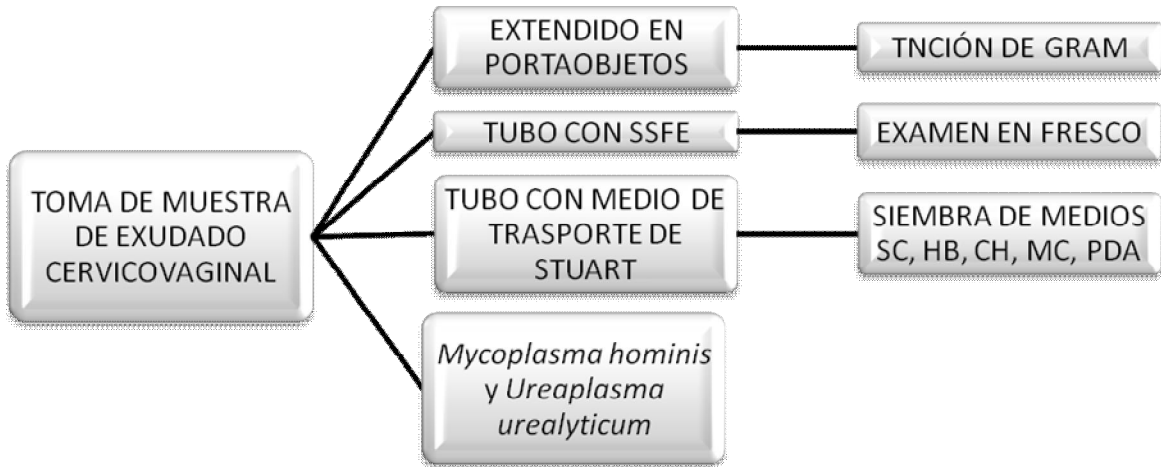 TOMA DE MUESTRA
DE EXUDADO
CERVICOVAGINAL
EXTENDIDO EN
PORTAOBJETOS
TNCIÓN DE GRAM
TUBO CON SSFE
EXAMEN EN FRESCO
TUBO CON MEDIO DE
TRASPORTE DE
STUART
SIEMBRA DE MEDIOS
SC, HB, CH, MC, PDA
Mycoplasma hominis
y Ureaplasma
urealyticum